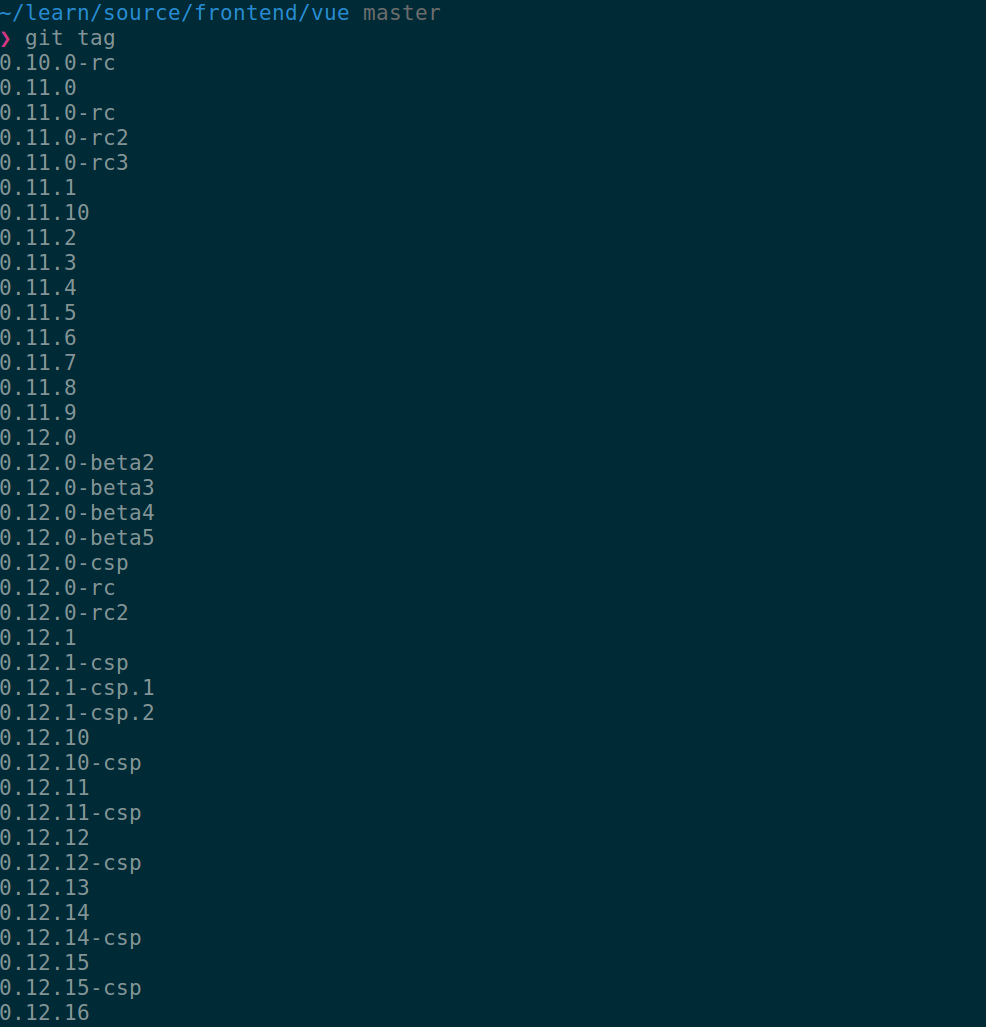 ~/learn/source/frontend/vue master
❯ git tag
0.10.0-rc
0.11.0
0.11.0-rc
0.11.0-rc2
0.11.0-rc3
0.11.1
0.11.10
0.11.2
0.11.3
0.11.4
0.11.5
0.11.6
0.11.7
0.11.8
0.11.9
0.12.0
0.12.0-beta2
0.12.0-beta3
0.12.0-beta4
0.12.0-beta5
0.12.0-csp
0.12.0-rc
0.12.0-rc2
0.12.1
0.12.1-csp
0.12.1-csp.1
0.12.1-csp.2
0.12.10
0.12.10-csp
0.12.11
0.12.11-csp
0.12.12
0.12.12-csp
0.12.13
0.12.14
0.12.14-csp
0.12.15
0.12.15-csp
0.12.16